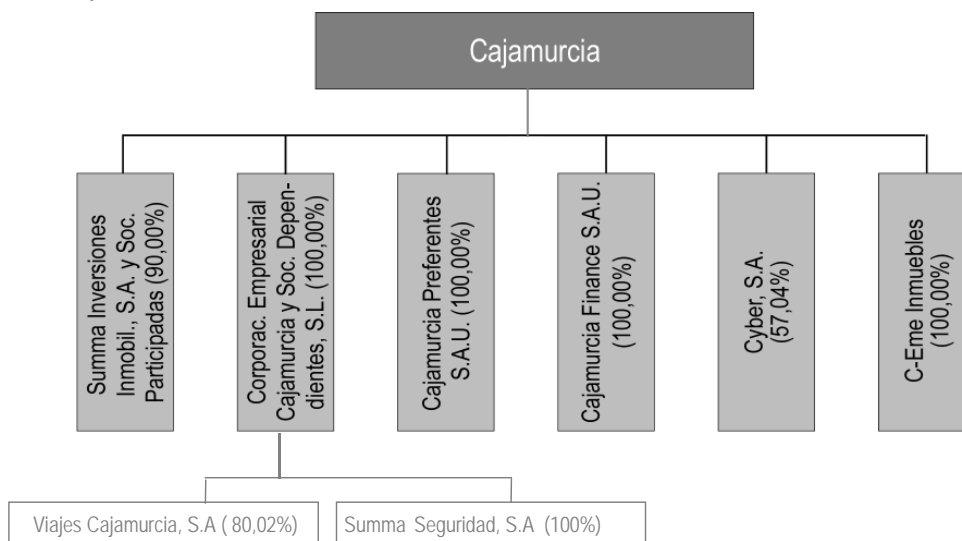 Cajamurcia
Summa Inversiones
Inmobil., S.A. y Soc.
Participadas (90,00%)
Corporac. Empresarial
Cajamurcia y Soc. Depen-
dientes, S.L. (100,00%)
Cajamurcia Preferentes
S.A.U. (100,00%)
Cajamurcia Finance S.A.U.
(100,00%)
Cyber, S.A.
(57,04%)
C-Eme Inmuebles
(100,00%)
Viajes Cajamurcia, S.A ( 80,02%)
Summa Seguridad, S.A (100%)